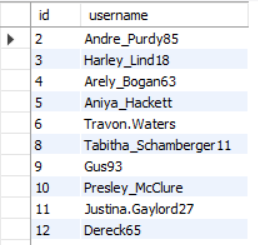 id username
2 Andre_Purdy85
3 Harley_Lind18
4 Arely_Bogan63
5 Aniya_Hackett
6 Travon.Waters
8 Tabitha_Schamberger11
9 Gus93
10 Presley_McClure
11 Justina.Gaylord27
12 Dereck65